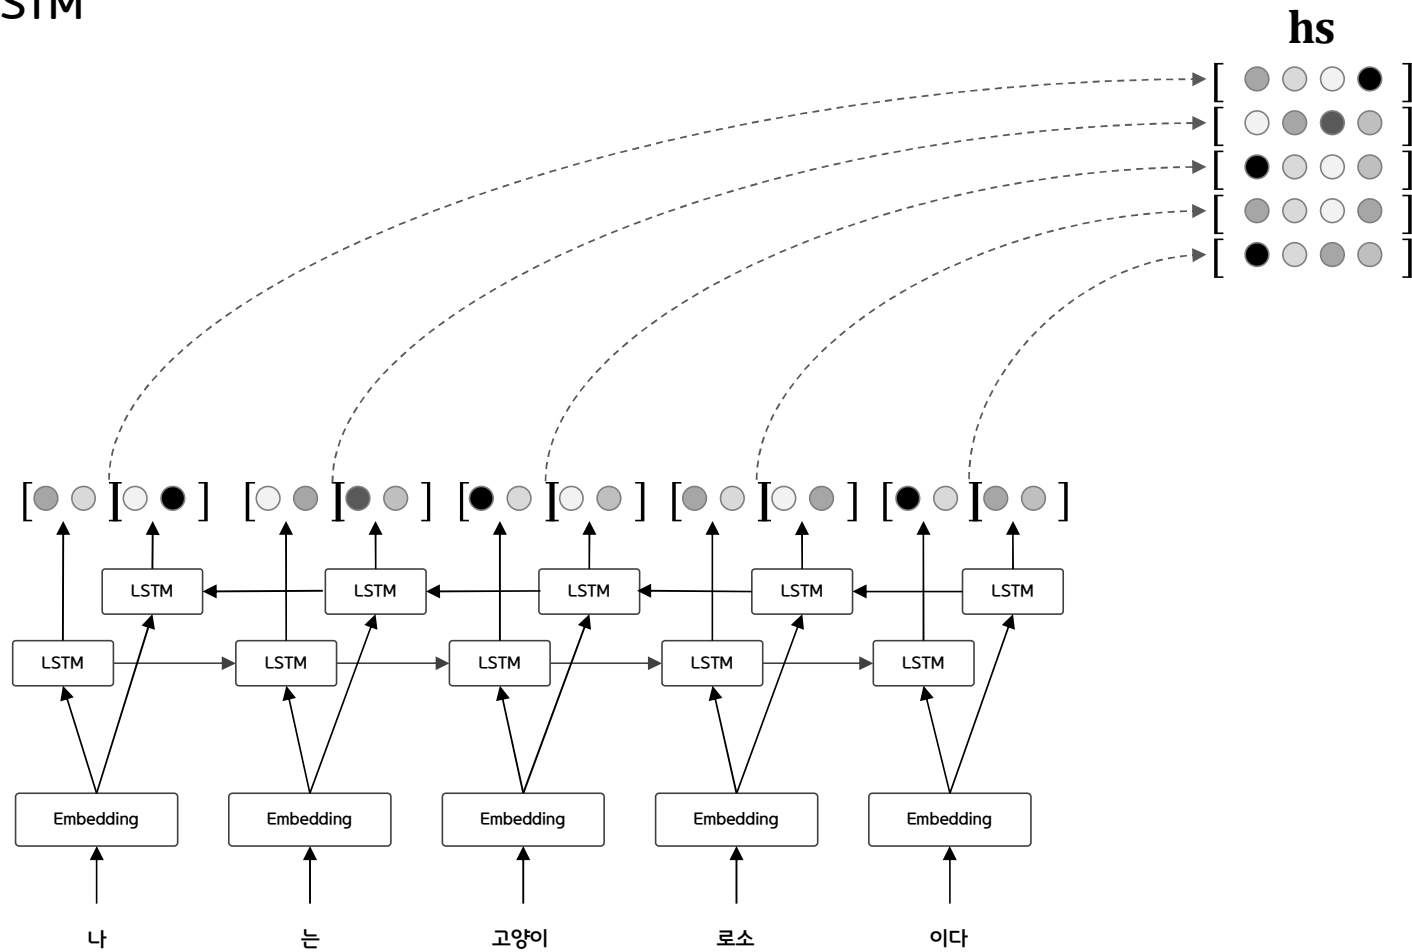 STM
hs
LSTM LSTM LSTM LSTM LSTM
LSTM LSTM LSTM LSTM LSTM
Embedding Embedding Embedding Embedding Embedding
나 는 고양이 로소 이다